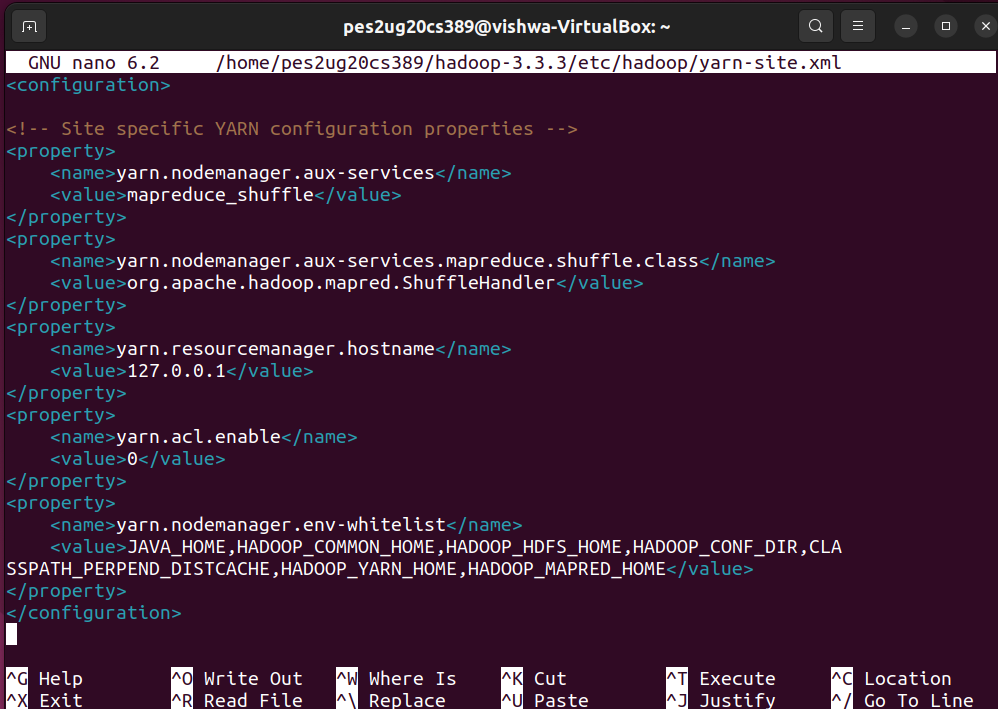 pes2ug20cs389@vishwa-VirtualBox: ~
GNU nano 6.2 /home/pes2ug20cs389/hadoop-3.3.3/etc/hadoop/yarn-site.xml
<configuration>
<!-- Site specific YARN configuration properties -->
<property>
<name>yarn.nodemanager.aux-services</name>
<value>mapreduce_shuffle</value>
</property>
<property>
<name>yarn.nodemanager.aux-services.mapreduce.shuffle.class</name>
<value>org.apache.hadoop.mapred.ShuffleHandler</value>
</property>
<property>
<name>yarn.resourcemanager.hostname</name>
<value>127.0.0.1</value>
</property>
<property>
<name>yarn.acl.enable</name>
<value>0</value>
</property>
<property>
<name>yarn.nodemanager.env-whitelist</name>
<value>JAVA_HOME,HADOOP_COMMON_HOME,HADOOP_HDFS_HOME,HADOOP_CONF_DIR,CLA
SSPATH_PERPEND_DISTCACHE,HADOOP_YARN_HOME,HADOOP_MAPRED_HOME</value>
</property>
</configuration>
^G Help ^O Write Out ^W Where Is ^K Cut ^T Execute ^C Location
^X Exit ^R Read File ^\ Replace ^U Paste ^J Justify ^/ Go To Line